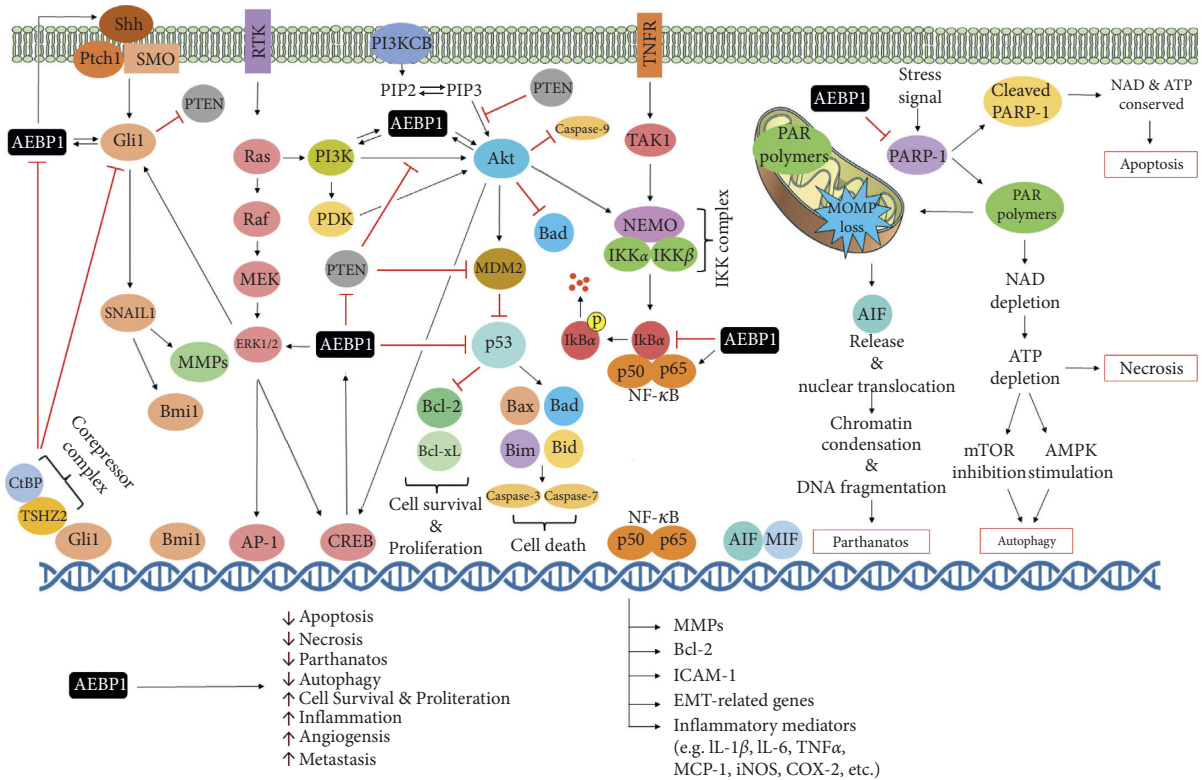 Shh
Ptch1
SMO
PTEN
AEBP1
Gli1
SNAIL1
MMPs
Bmi1
Corepressor
complex
CtBP
TSHZ2
Gli1
Bmi1
RTK
Ras
Raf
MEK
ERK1/2
AP-1
CREB
PI3KCB
PIP2
PIP3
PTEN
AEBP1
Caspase-9
PI3K
Akt
PDK
Bad
PTEN
MDM2
AEBP1
p53
Bcl-2
Bcl-xL
Cell survival
&
Proliferation
Bax
Bad
Bim
Bid
Caspase-3
Caspase-7
Cell death
TNFR
TAK1
NEMO
IKKα
IKKβ
IKK complex
P
IkBα
IkBα
AEBP1
p50
p65
NF-κB
NF-κB
p50
p65
Stress
signal
AEBP1
PARP-1
Cleaved
PARP-1
NAD & ATP
conserved
Apoptosis
PAR
polymers
MOMP
loss
PAR
polymers
AIF
Release
&
nuclear translocation
Chromatin
condensation
&
DNA fragmentation
Parthanatos
AIF
MIF
NAD
depletion
ATP
depletion
Necrosis
mTOR
inhibition
AMPK
stimulation
Autophagy
AEBP1
↓ Apoptosis
↓ Necrosis
↓ Parthanatos
↓ Autophagy
↑ Cell Survival & Proliteration
↑ Inflammation
↑ Angiogensis
↑ Metastasis
MMPs
Bcl-2
ICAM-1
EMT-related genes
Inflammatory mediators
(e.g. lL-1β, lL-6, TNFα,
MCP-1, iNOS, COX-2, etc.)